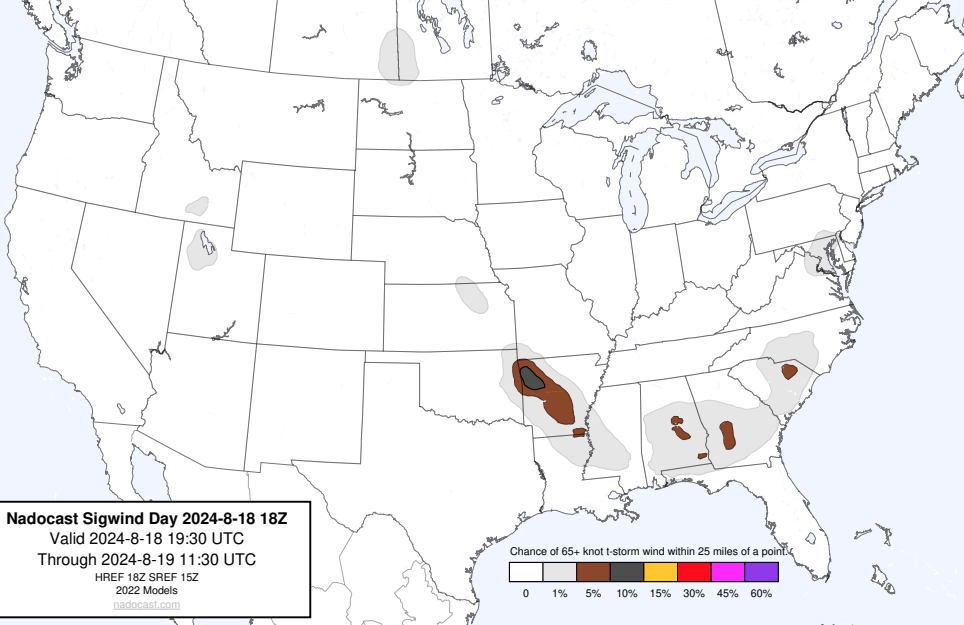 Nadocast Sigwind Day 2024-8-18 18Z
Valid 2024-8-18 19:30 UTC
Through 2024-8-19 11:30 UTC
HREF 18Z SREF 15Z
2022 Models
nadocast.com
Chance of 65+ knot t-storm wind within 25 miles of a point.
0 1% 5% 10% 15% 30% 45% 60%